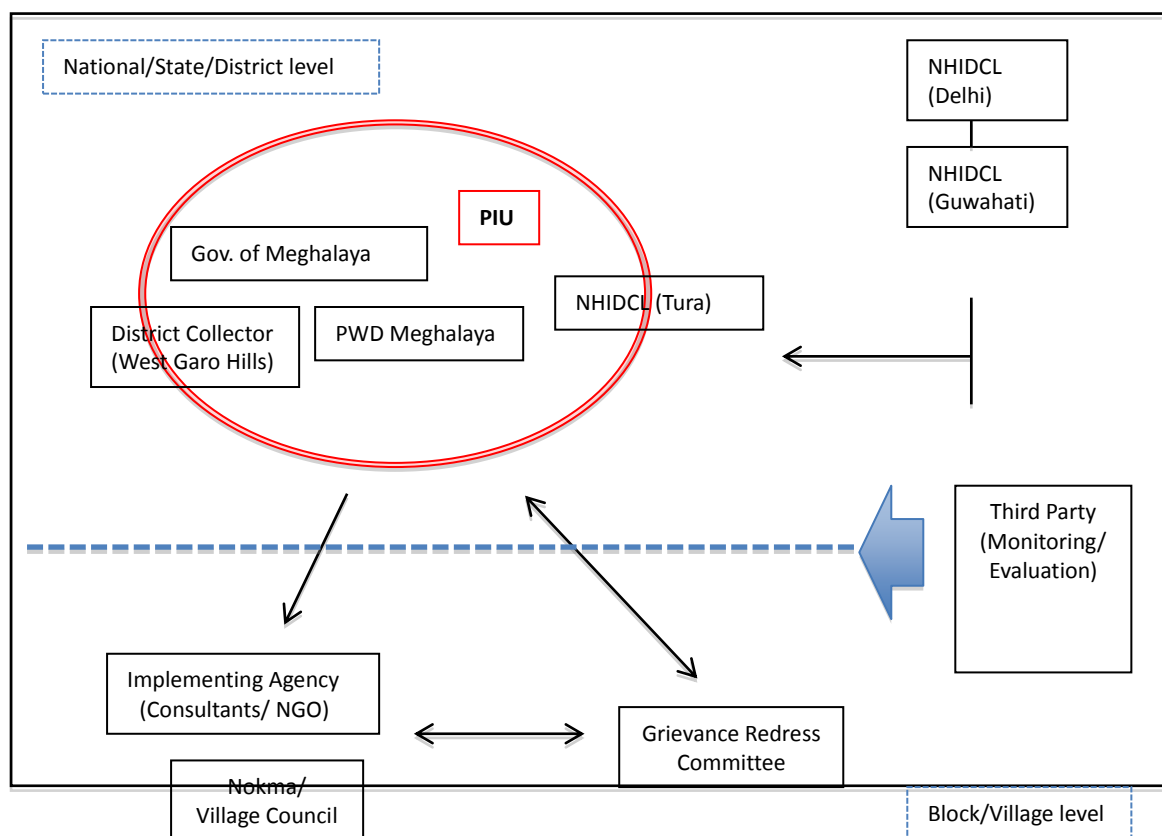 National/State/District level
NHIDCL
(Delhi)
NHIDCL
(Guwahati)
PIU
Gov. of Meghalaya
NHIDCL (Tura)
District Collector
(West Garo Hills)
PWD Meghalaya
Third Party
(Monitoring/
Evaluation)
Implementing Agency
(Consultants/ NGO)
Grievance Redress
Committee
Nokma/
Village Council
Block/Village level